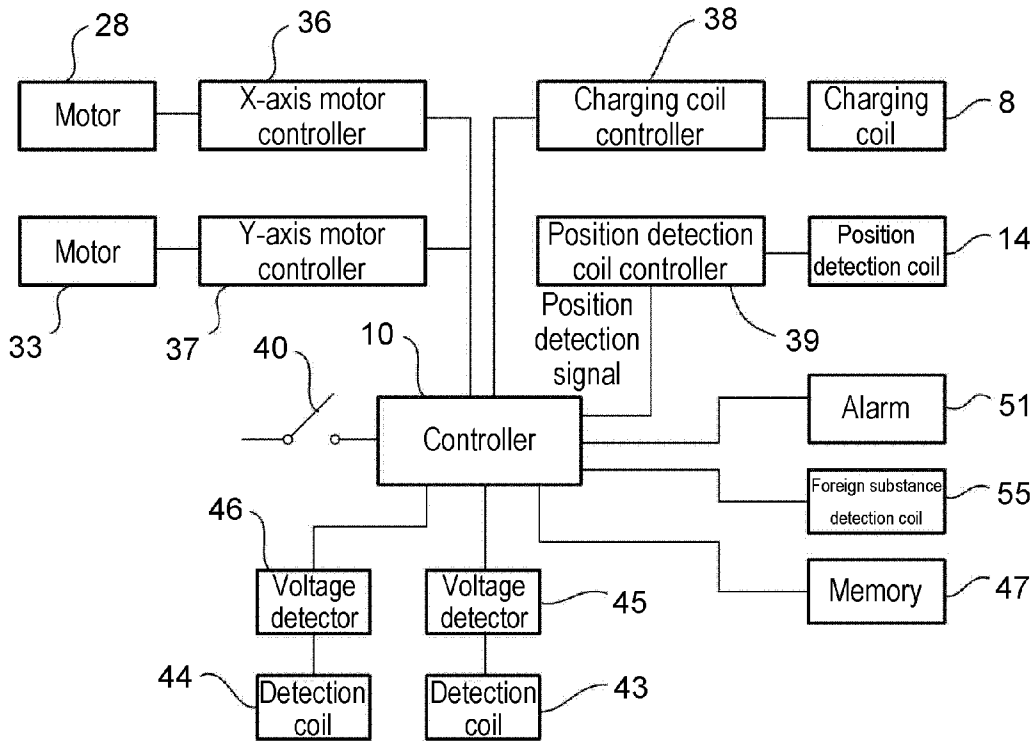 28
36
38
Motor
X-axis motor
controller
Charging coil
controller
Charging
coil
8
Motor
Y-axis motor
controller
Position detection
coil controller
Position
detection coil
14
33
37
10
Position
detection
signal
39
40
Controller
Alarm
51
Foreign substance
detection coil
55
46
Voltage
detector
Voltage
detector
45
Memory
47
44
Detection
coil
Detection
coil
43